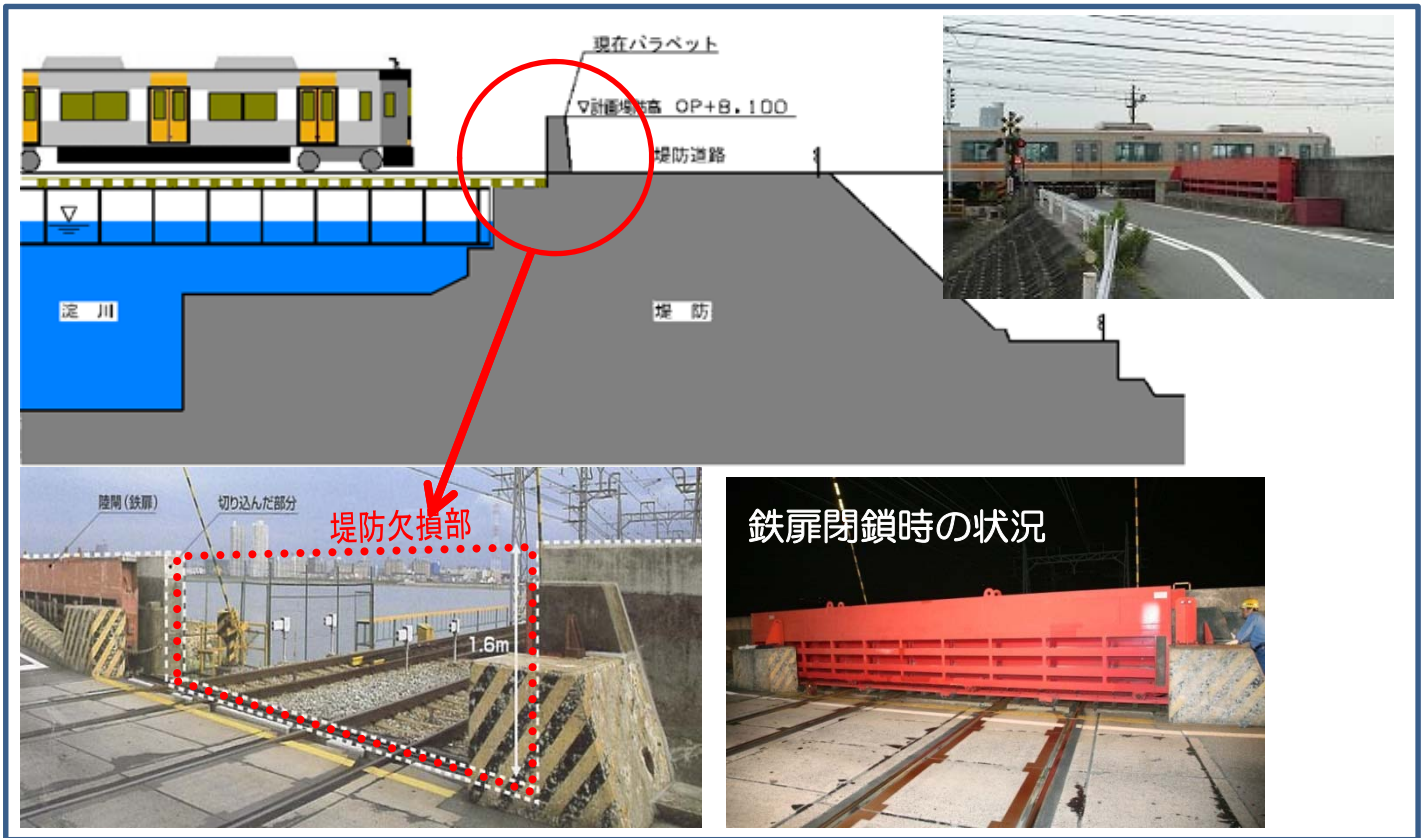 現在パラペット
▽計画堤防高 OP+8.100
堤防道路
淀川
堤防
陸閘(鉄扉)
切り込んだ部分
堤防欠損部
1.6m
鉄扉閉鎖時の状況